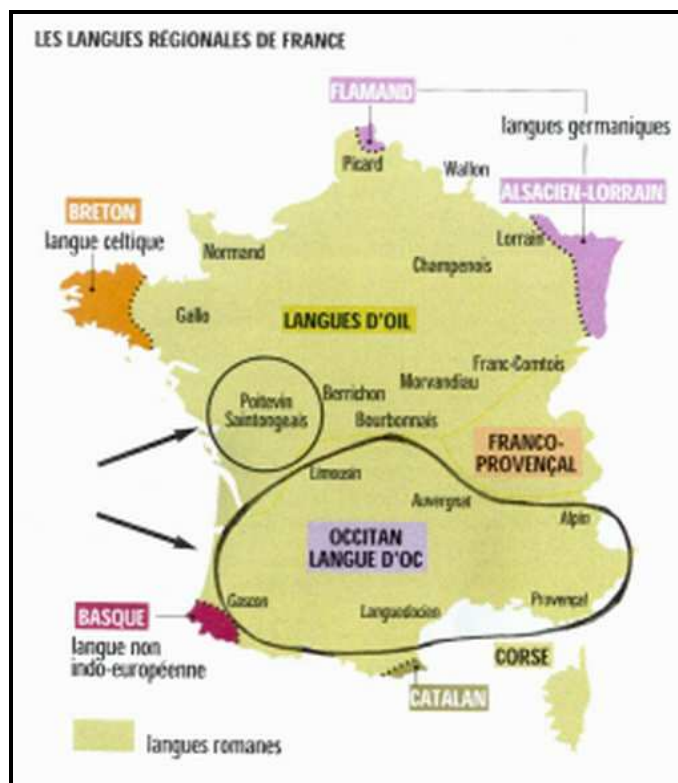 LES LANGUES RÉGIONALES DE FRANCE
FLAMAND
langues germaniques
Picard
Wallon
ALSACIEN-LORRAIN
BRETON
langue celtique
Lorrain
Normand
Champenois
Gallo
LANGUES D'OIL
Franc-Comtois
Morvandiau
Berrichon
Poitevin
Saintongeais
Bourbonnais
FRANCO-
PROVENÇAL
Limousin
Auvergnat
Alpin
OCCITAN
LANGUE D'OC
Gascon
Languedocien
Provençal
BASQUE
langue non
indo-européenne
CORSE
CATALAN
langues romanes